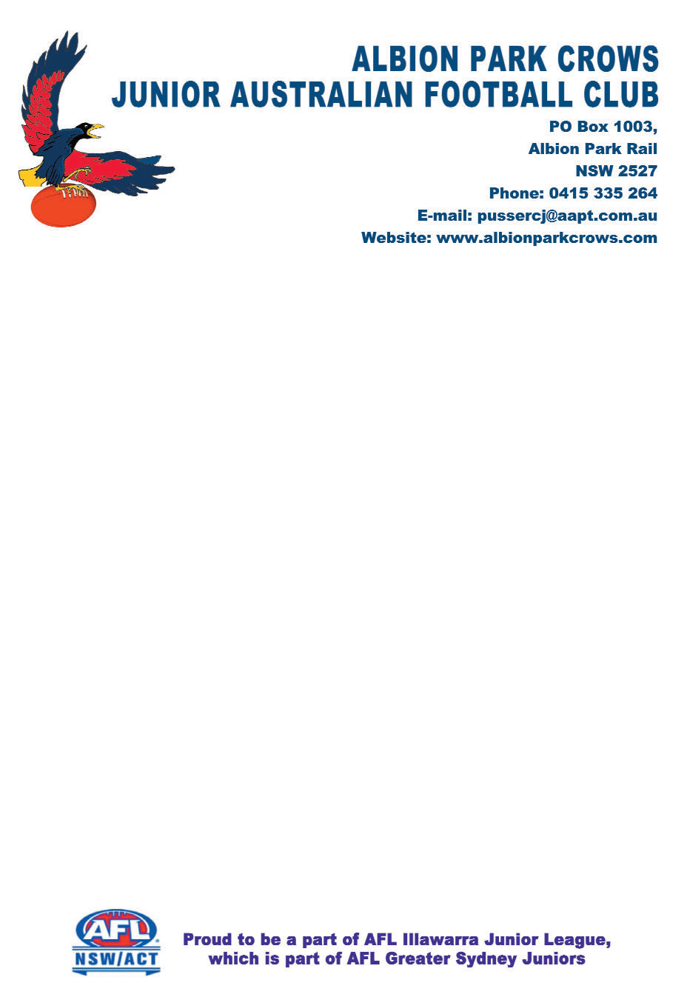 ALBION PARK CROWS
JUNIOR AUSTRALIAN FOOTBALL CLUB
PO Box 1003,
Albion Park Rail
NSW 2527
Phone: 0415 335 264
E-mail: pussercj@aapt.com.au
Website: www.albionparkcrows.com
AFL
NSW/ACT
Proud to be a part of AFL Illawarra Junior League,
which is part of AFL Greater Sydney Juniors